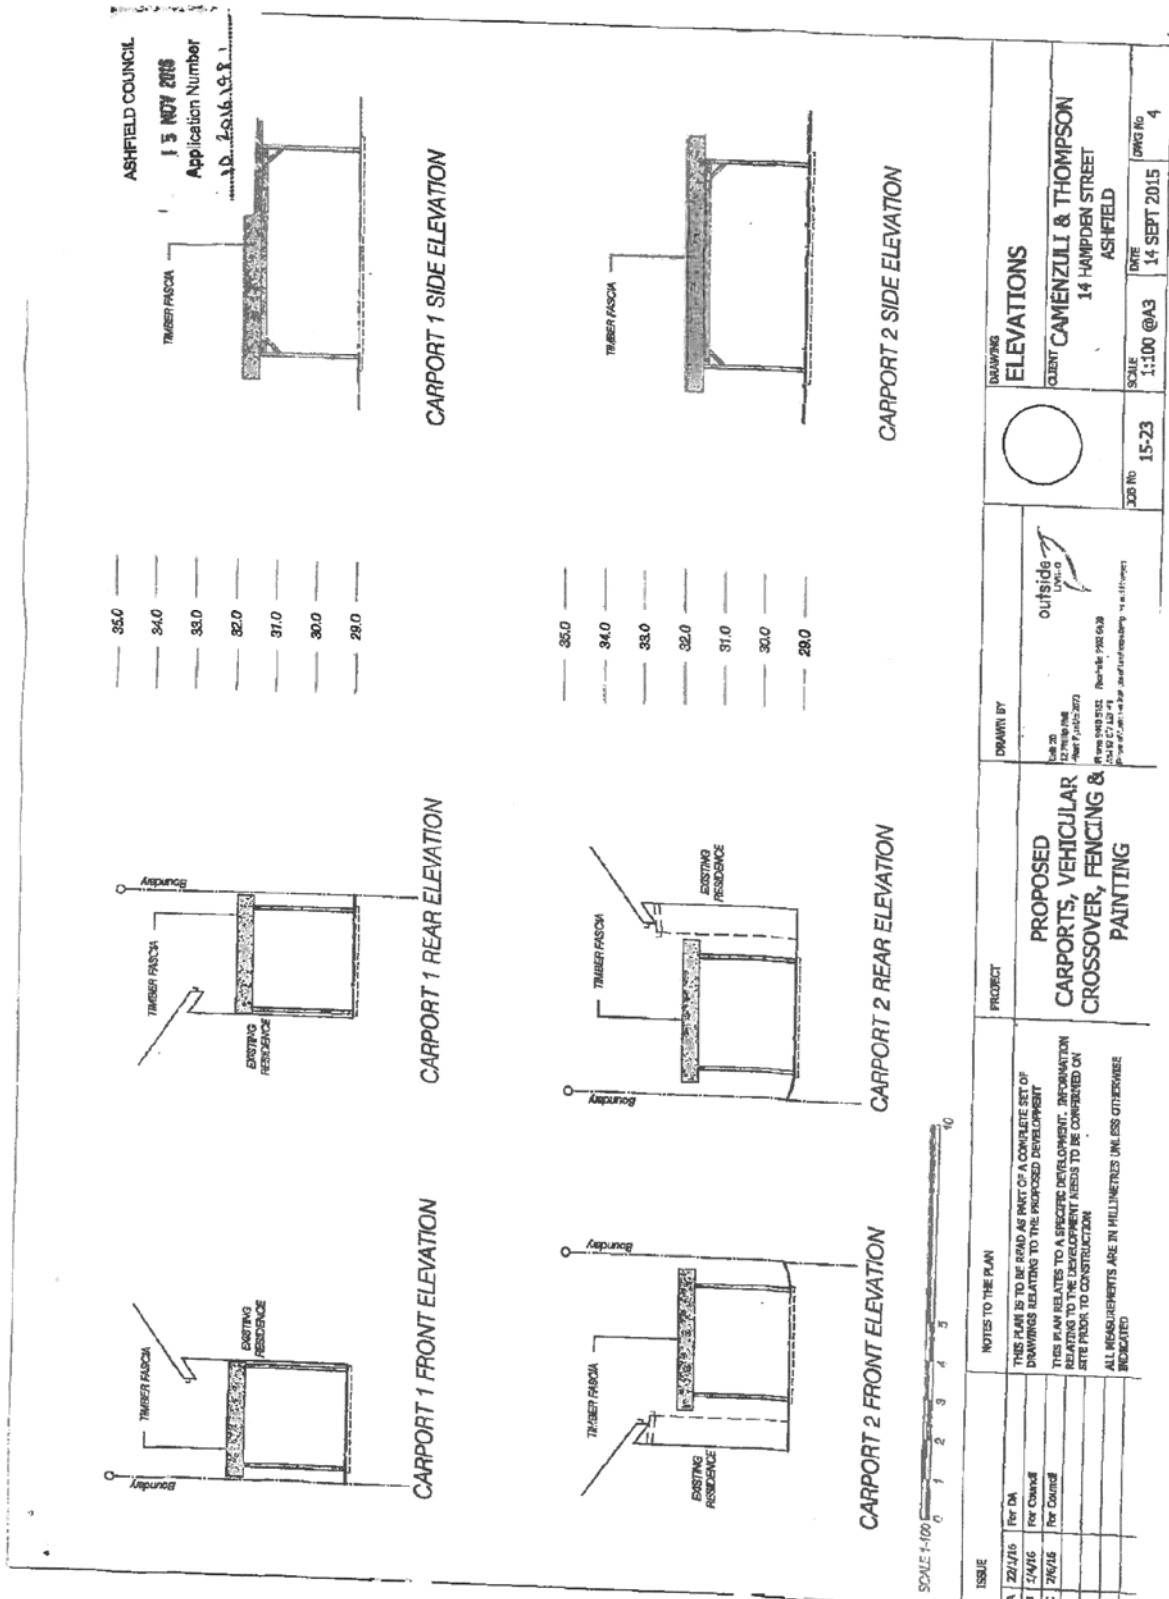 ASHFIELD COUNCIL
15 NOV 2016
Application Number
TIMBER FASCIA
CARPORT 1 SIDE ELEVATION
TIMBER FASCIA
CARPORT 2 SIDE ELEVATION
35.0
34.0
33.0
32.0
31.0
30.0
29.0
35.0
34.0
33.0
32.0
31.0
30.0
29.0
Boundary
TIMBER FASCIA
EXISTING
RESIDENCE
CARPORT 1 REAR ELEVATION
TIMBER FASCIA
EXISTING
RESIDENCE
Boundary
CARPORT 2 REAR ELEVATION
TIMBER FASCIA
EXISTING
RESIDENCE
Boundary
CARPORT 1 FRONT ELEVATION
Boundary
TIMBER FASCIA
EXISTING
RESIDENCE
CARPORT 2 FRONT ELEVATION
SCALE 1-100
0 1 2 3 4 5 10
ISSUE
A 22/1/16 For DA
1/4/16 For Council
2/6/16 For Council
NOTES TO THE PLAN
THIS PLAN IS TO BE READ AS PART OF A COMPLETE SET OF
DRAWINGS RELATING TO THE PROPOSED DEVELOPMENT
THIS PLAN RELATES TO A SPECIFIC DEVELOPMENT. INFORMATION
RELATING TO THE DEVELOPMENT NEEDS TO BE CONFIRMED ON
SITE PRIOR TO CONSTRUCTION
ALL MEASUREMENTS ARE IN MILLIMETRES UNLESS OTHERWISE
INDICATED
PROJECT
PROPOSED
CARPORTS, VEHICULAR
CROSSOVER, FENCING &
PAINTING
DRAWN BY
outside
LIVING
Unit 20
DRAWING
ELEVATIONS
CLIENT CAMENZULI & THOMPSON
14 HAMPDEN STREET
ASHFIELD
JOB No
15-23
SCALE
1:100 @A3
DATE
14 SEPT 2015
DWG No
4